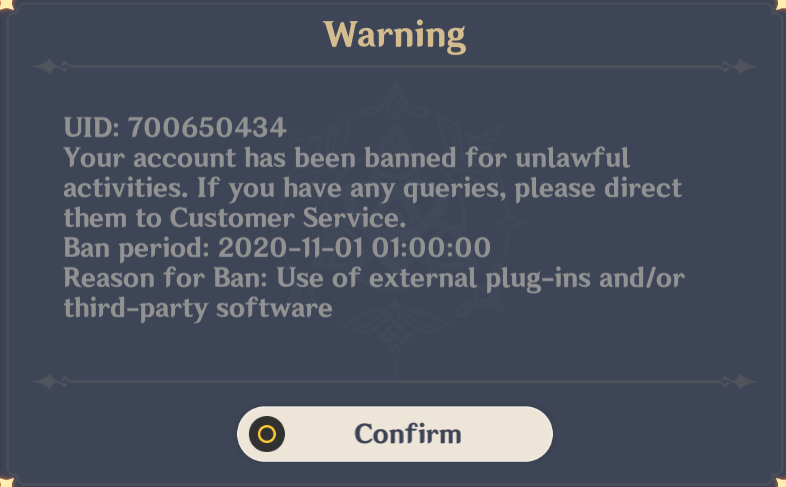 Warning
UID: 700650434
Your account has been banned for unlawful
activities. If you have any queries, please direct
them to Customer Service.
Ban period: 2020-11-01 01:00:00
Reason for Ban: Use of external plug-ins and/or
third-party software
Confirm